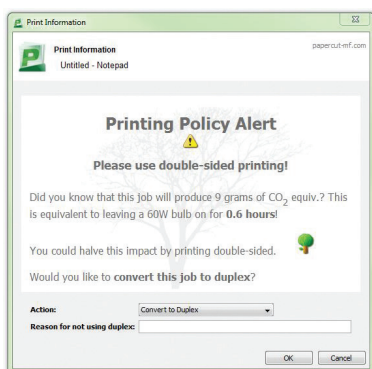 Print Information
Print Information
papercut-mf.com
Untitled - Notepad
Printing Policy Alert
Please use double-sided printing!
Did you know that this job will produce 9 grams of CO2 equiv.? This
is equivalent to leaving a 60W bulb on for 0.6 hours!
You could halve this impact by printing double-sided.
Would you like to convert this job to duplex?
Action: Convert to Duplex
Reason for not using duplex:
OK Cancel